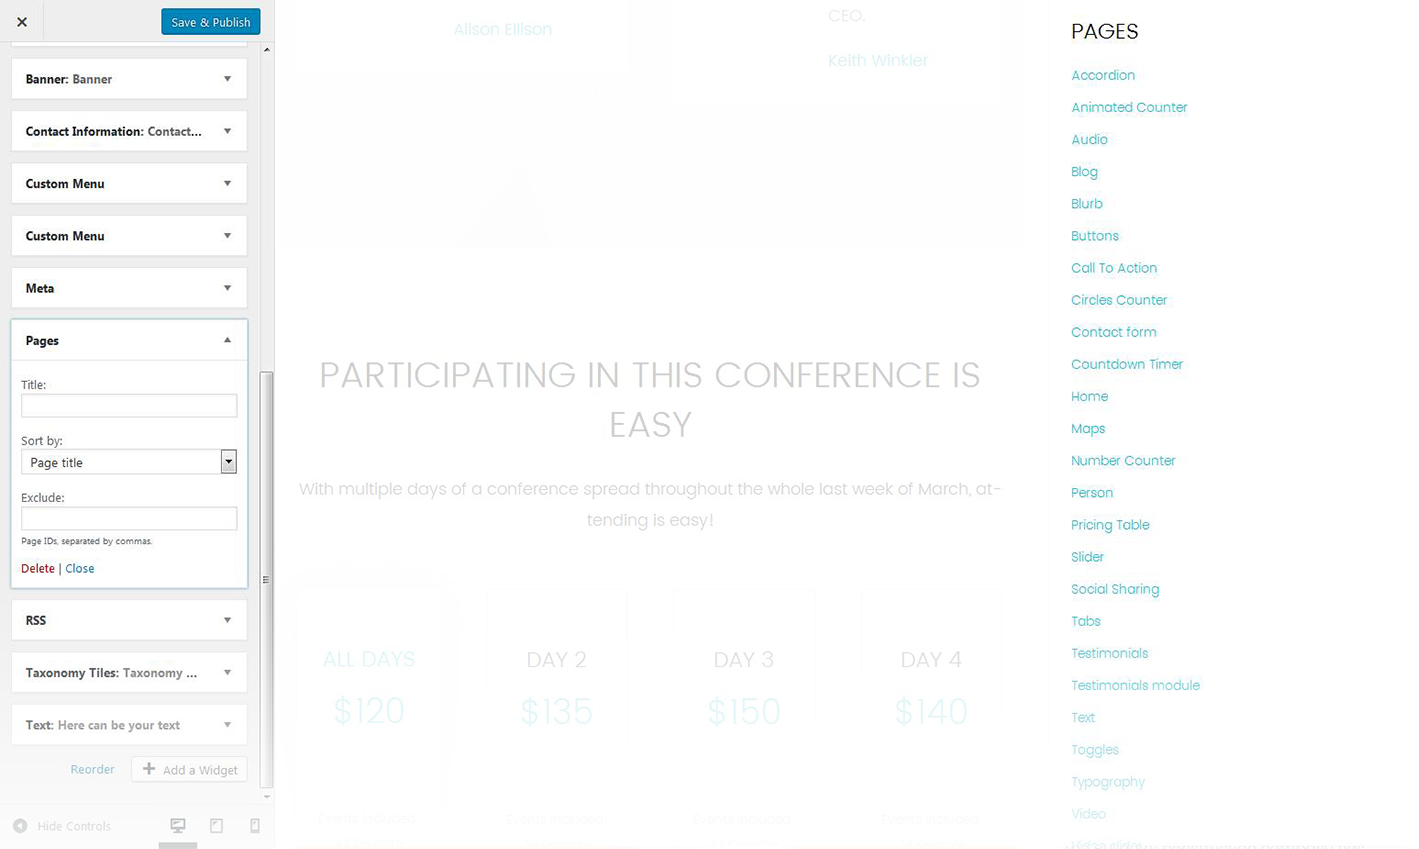 Save & Publish
Banner: Banner
Contact Information: Contact...
Custom Menu
Custom Menu
Meta
Pages
Title:
Sort by:
Page title
Exclude:
Page IDs, separated by commas.
Delete | Close
RSS
Taxonomy Tiles: Taxonomy ...
Text: Here can be your text
Reorder
Add a Widget
Hide Controls
Alison Ellison
CEO.
Keith Winkler
PARTICIPATING IN THIS CONFERENCE IS
EASY
With multiple days of a conference spread throughout the whole last week of March, at-
tending is easy!
ALL DAYS
$120
DAY 2
$135
DAY 3
$150
DAY 4
$140
Events included
Events included
Events included
Events included
PAGES
Accordion
Animated Counter
Audio
Blog
Blurb
Buttons
Call To Action
Circles Counter
Contact form
Countdown Timer
Home
Maps
Number Counter
Person
Pricing Table
Slider
Social Sharing
Tabs
Testimonials
Testimonials module
Text
Toggles
Typography
Video